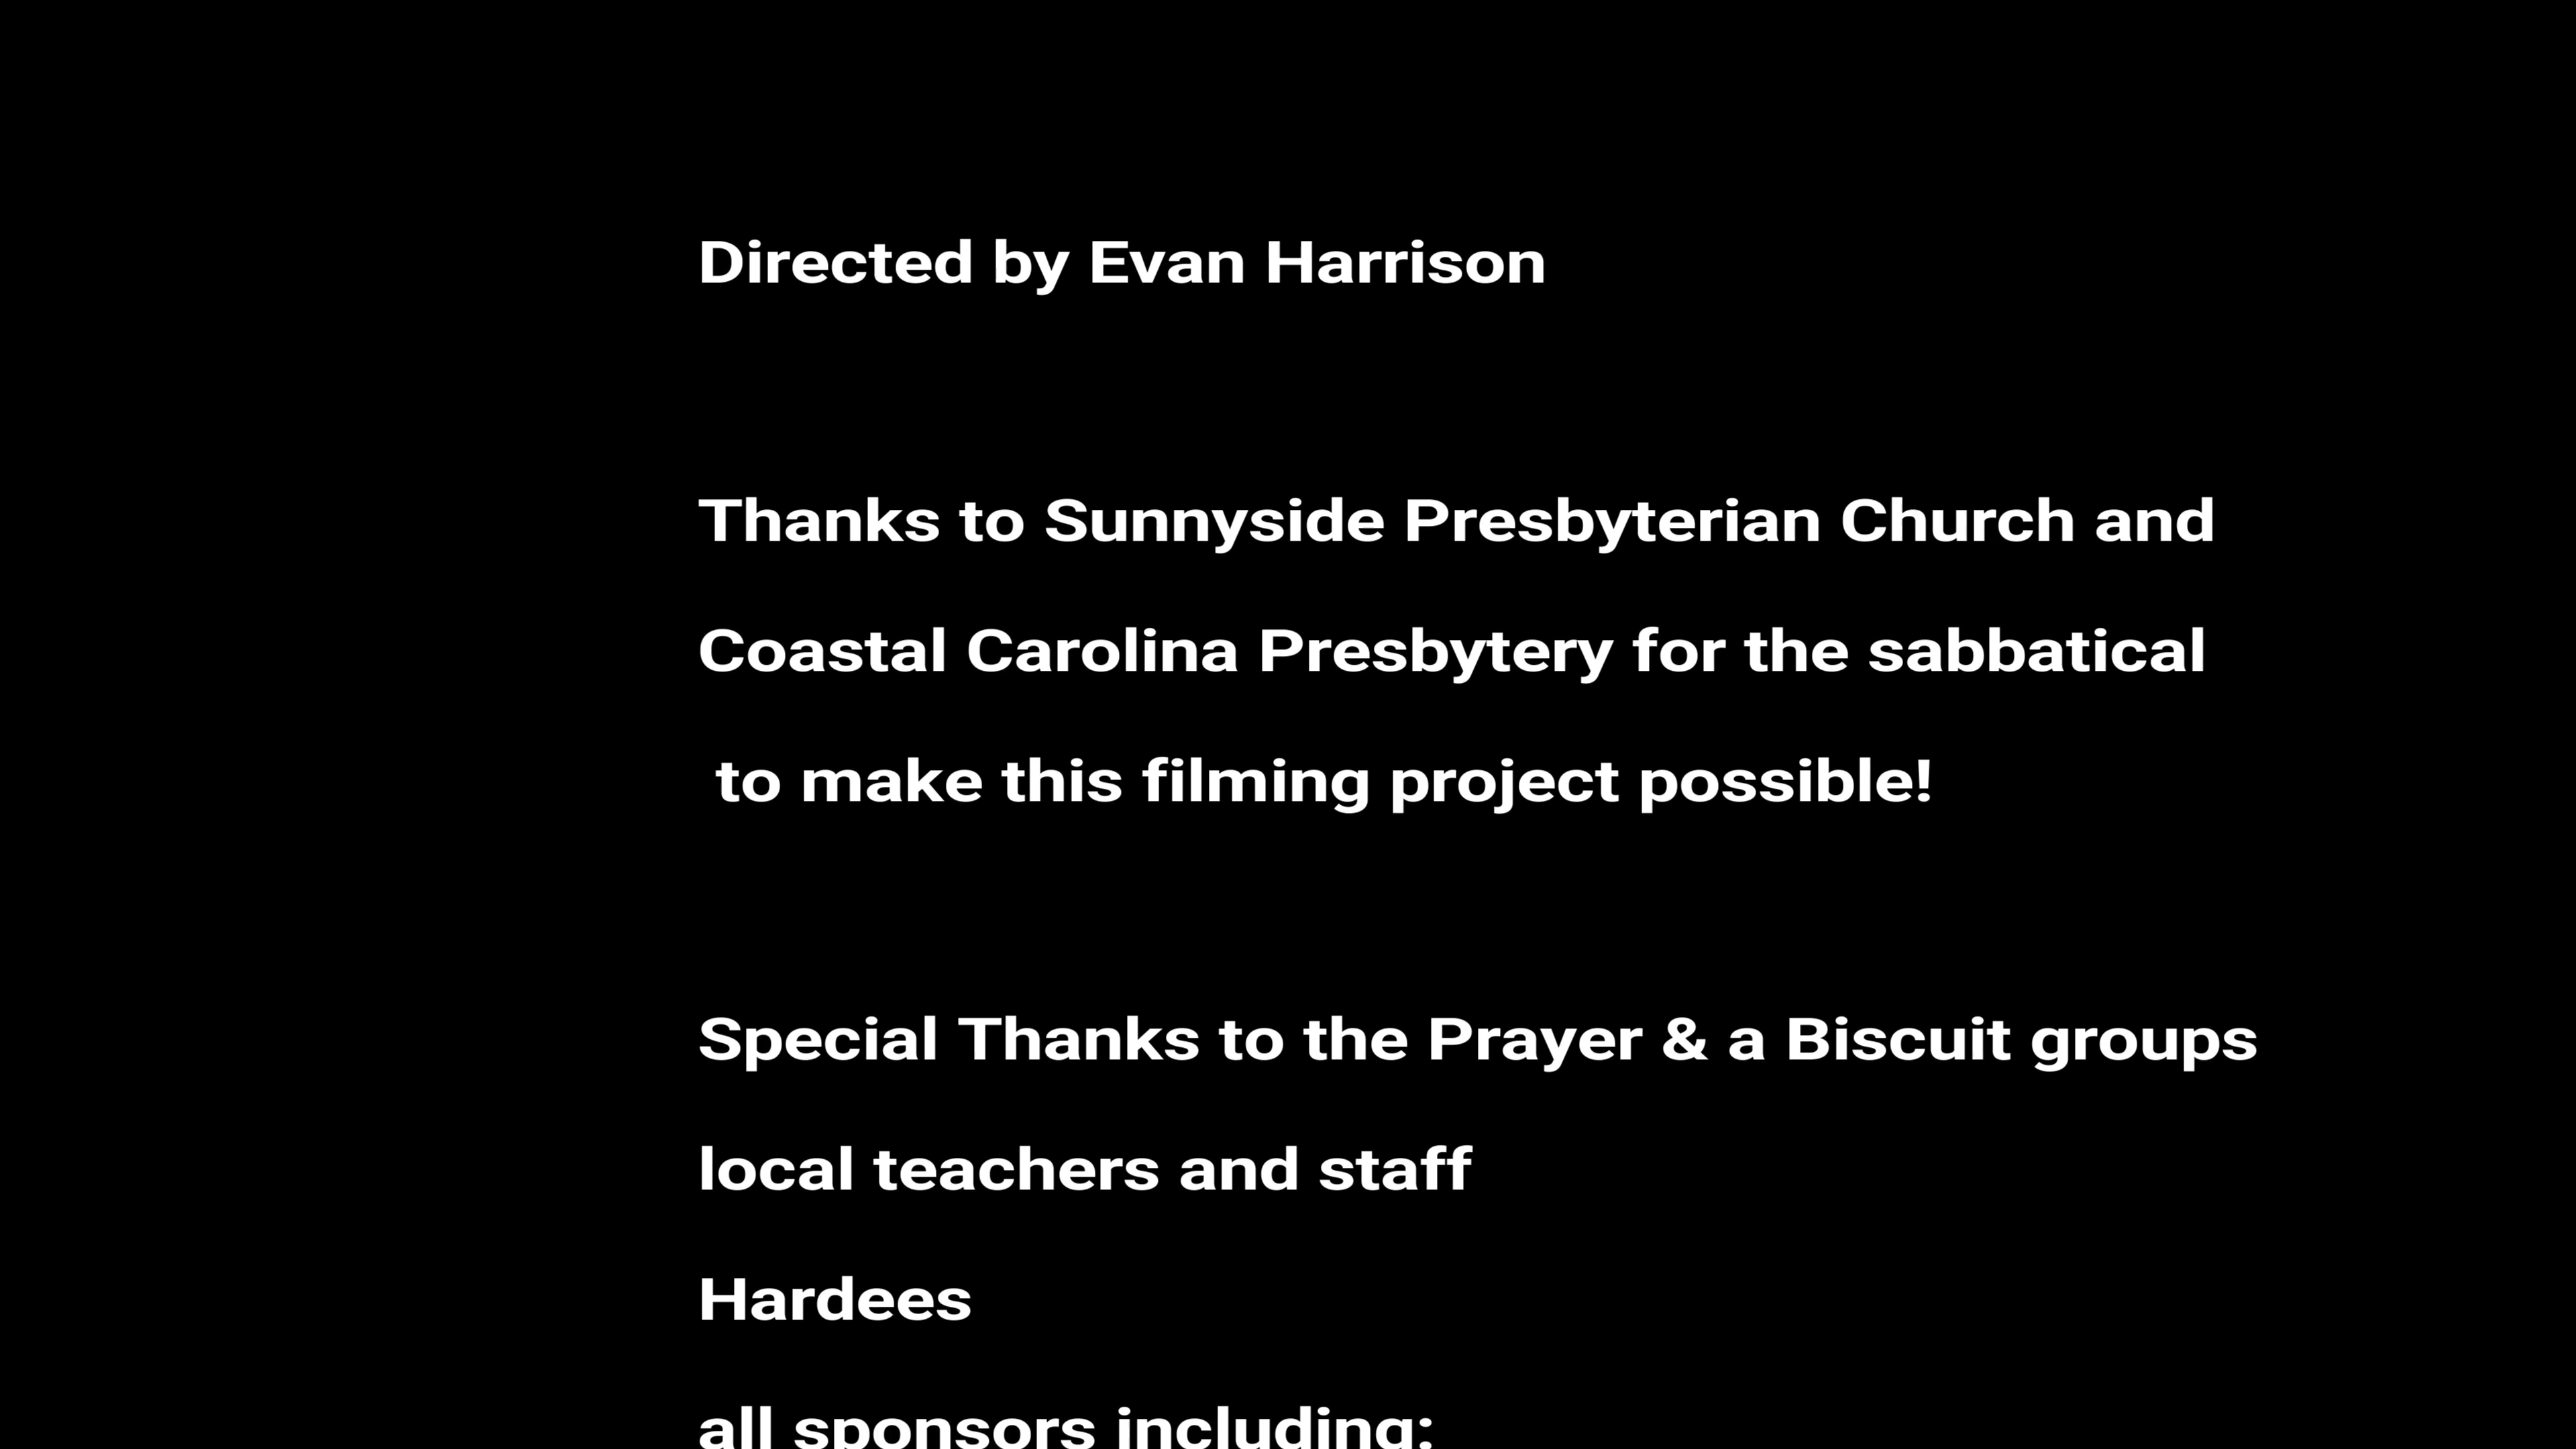 Directed by Evan Harrison
Thanks to Sunnyside Presbyterian Church and
Coastal Carolina Presbytery for the sabbatical
to make this filming project possible!
Special Thanks to the Prayer & a Biscuit groups
local teachers and staff
Hardees
all sponsors including: